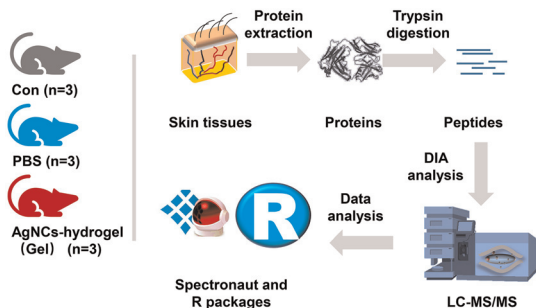 Con (n=3)
PBS (n=3)
AgNCs-hydrogel
(Gel) (n=3)
Protein
extraction
Trypsin
digestion
Skin tissues
Proteins
Peptides
DIA
analysis
Data
analysis
R
Spectronaut and
R packages
LC-MS/MS